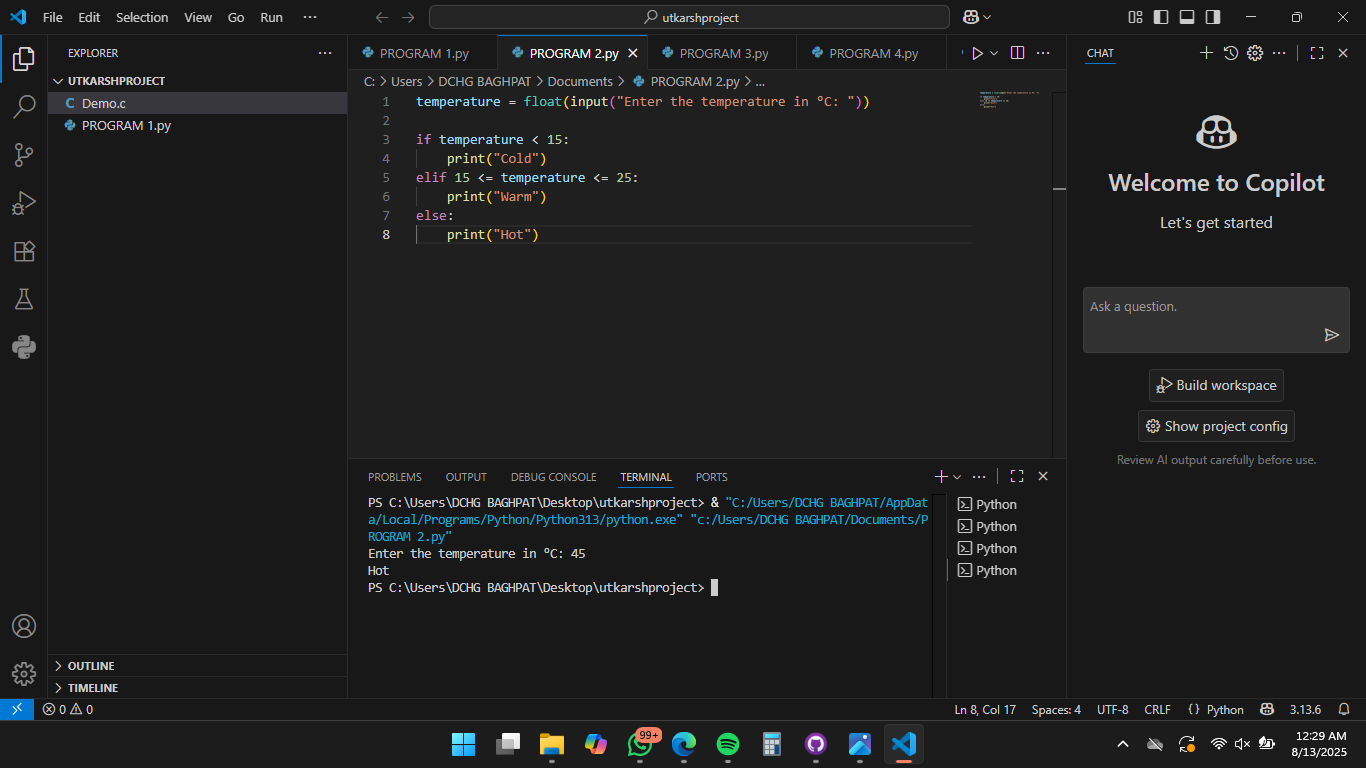 File Edit Selection View Go Run ···
utkarshproject
EXPLORER ···
UTKARSHPROJECT
C Demo.c
PROGRAM 1.py
OUTLINE
TIMELINE
PROGRAM 1.py PROGRAM 2.py PROGRAM 3.py PROGRAM 4.py ···
C: > Users > DCHG BAGHPAT > Documents > PROGRAM 2.py > ...
1 temperature = float(input("Enter the temperature in ºC: "))
2
3 if temperature < 15:
4 print("Cold")
5 elif 15 <= temperature <= 25:
6 print("Warm")
7 else:
8 print("Hot")
PROBLEMS OUTPUT DEBUG CONSOLE TERMINAL PORTS ···
PS C:\Users\DCHG BAGHPAT\Desktop\utkarshproject> & "C:/Users/DCHG BAGHPAT/AppDat
a/Local/Programs/Python/Python313/python.exe" "c:/Users/DCHG BAGHPAT/Documents/P
ROGRAM 2.py"
Enter the temperature in ºC: 45
Hot
PS C:\Users\DCHG BAGHPAT\Desktop\utkarshproject>
Python
Python
Python
Python
CHAT ···
Welcome to Copilot
Let's get started
Ask a question.
Build workspace
Show project config
Review AI output carefully before use.
0 0 Ln 8, Col 17 Spaces: 4 UTF-8 CRLF {} Python 3.13.6
99+
12:29 AM
8/13/2025